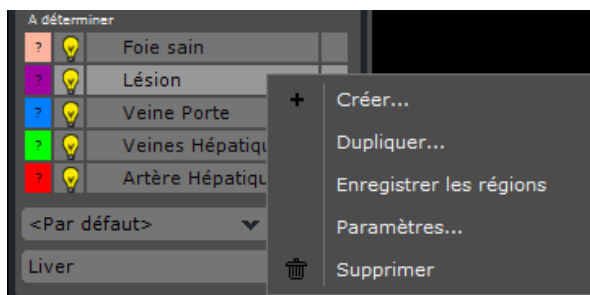 A déterminer
? Foie sain
? Lésion
? Veine Porte
? Veines Hépatiqu
? Artère Hépatiqu
<Par défaut>
Liver
+ Créer...
Dupliquer...
Enregistrer les régions
Paramètres...
Supprimer